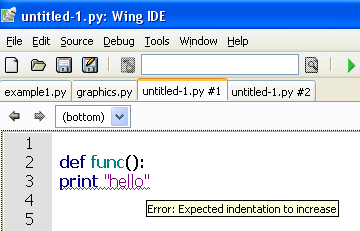 untitled-1.py: Wing IDE
File Edit Source Debug Tools Window Help
example1.py graphics.py untitled-1.py #1 untitled-1.py #2
(bottom)
1
2 def func():
3 print "hello"
4
5
Error: Expected indentation to increase